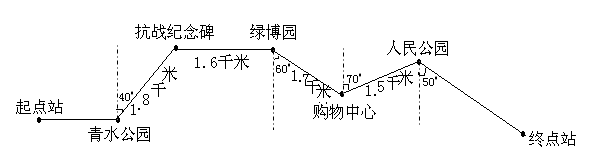 抗战纪念碑
绿博园
人民公园
1.6千米
40°
1.8千米
60°
1.7千米
70°
1.5千米
50°
起点站
青水公园
购物中心
终点站